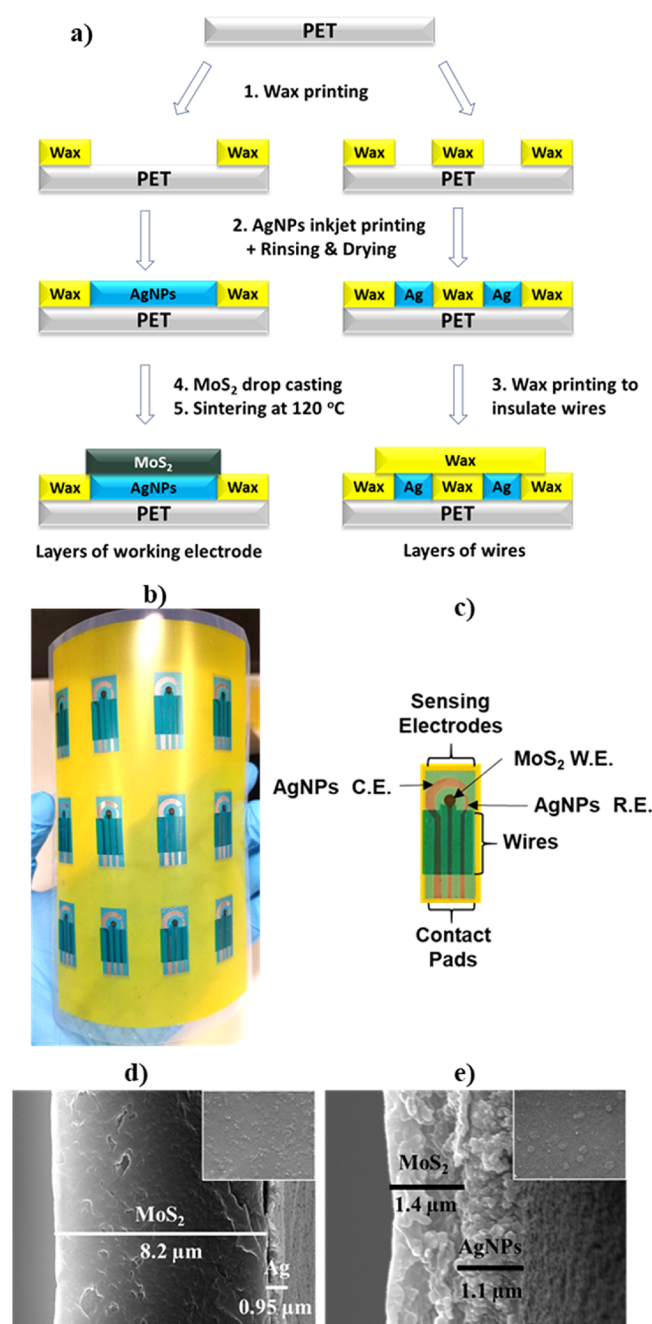 a)
PET
1. Wax printing
Wax Wax
PET
Wax Wax Wax
PET
2. AgNPs inkjet printing
+ Rinsing & Drying
Wax AgNPs Wax
PET
Wax Ag Wax Ag Wax
PET
4. MoS₂ drop casting
5. Sintering at 120 °C
3. Wax printing to
insulate wires
MoS₂
Wax AgNPs Wax
PET
Layers of working electrode
Wax
Wax Ag Wax Ag Wax
PET
Layers of wires
b)
c)
Sensing
Electrodes
MoS₂ W.E.
AgNPs C.E.
AgNPs R.E.
Wires
Contact
Pads
d)
MoS₂
8.2 µm
Ag
0.95 µm
e)
MoS₂
1.4 µm
AgNPs
1.1 µm